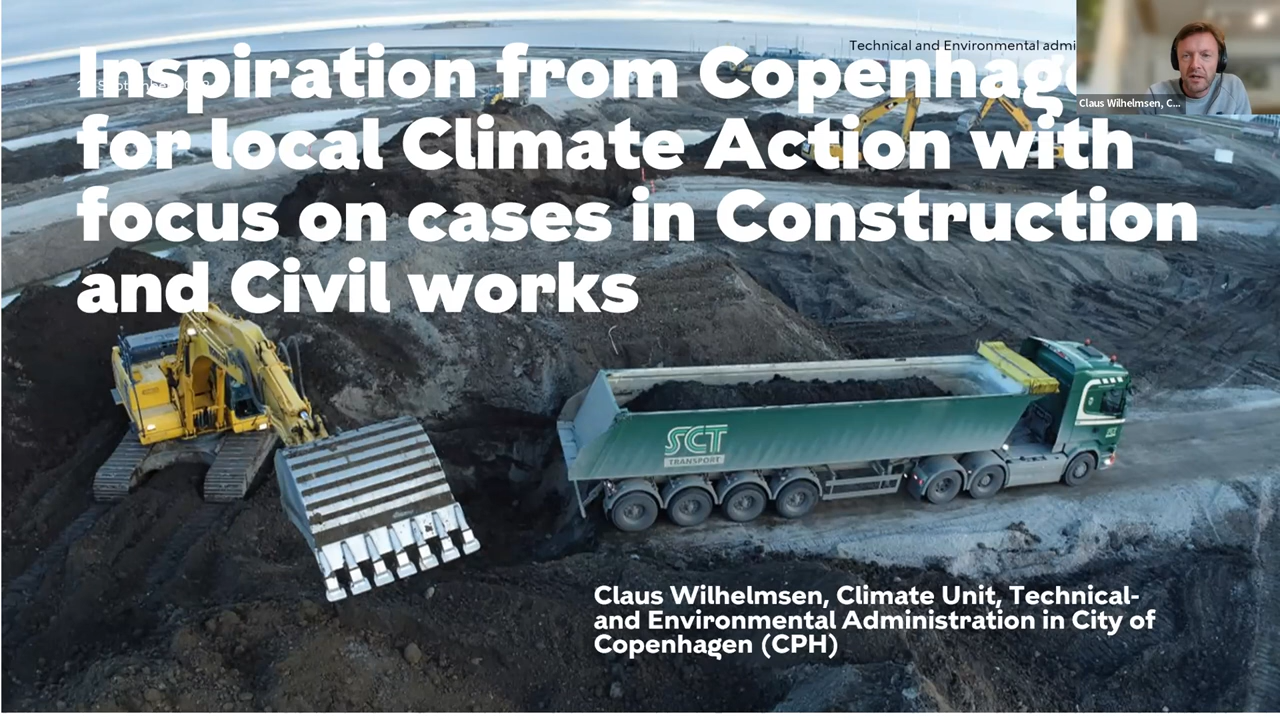 Technical and Environmental admi
Inspiration from Copenhag
for local Climate Action with
focus on cases in Construction
and Civil works
Claus Wilhelmsen, C...
SCT
TRANSPORT
Claus Wilhelmsen, Climate Unit, Technical-
and Environmental Administration in City of
Copenhagen (CPH)